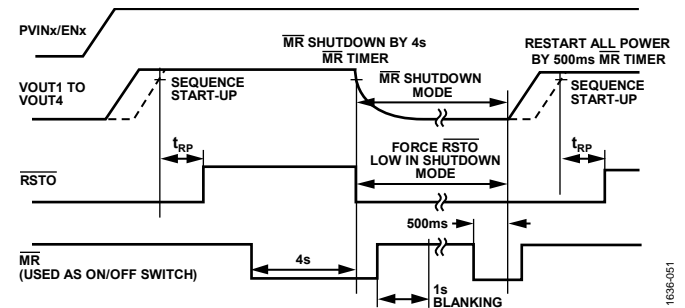 PVINx/ENx
MR SHUTDOWN BY 4s
MR TIMER
RESTART ALL POWER
BY 500ms MR TIMER
VOUT1 TO
VOUT4
SEQUENCE
START-UP
MR SHUTDOWN
MODE
SEQUENCE
START-UP
tRP
FORCE RSTO
LOW IN SHUTDOWN
MODE
tRP
RSTO
500ms
MR
(USED AS ON/OFF SWITCH)
4s
1s
BLANKING
1636-051